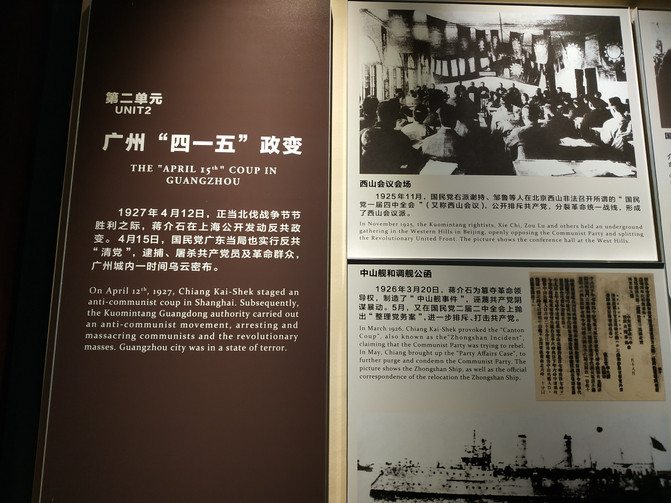 第二单元
UNIT2
广州“四一五”政变
THE "APRIL 15th" COUP IN
GUANGZHOU
1927年4月12日，正当北伐战争节节
胜利之际，蒋介石在上海公开发动反共政
变。4月15日，国民党广东当局也实行反共
“清党”，逮捕、屠杀共产党员及革命群众，
广州城内一时间乌云密布。
On April 12th, 1927, Chiang Kai-Shek staged an
anti-communist coup in Shanghai. Subsequently,
the Kuomintang Guangdong authority carried out
an anti-communist movement, arresting and
massacring communists and the revolutionary
masses. Guangzhou city was in a state of terror.
西山会议会场
1925年11月，国民党右派谢持、邹鲁等人在北京西山非法召开所谓的“国民
党一届四中全会”（又称西山会议），公开排斥共产党，分裂革命统一战线，形成
了西山会议派。
In November 1925, the Kuomintang rightists, Xie Chi, Zou Lu and others held an underground
gathering in the Western Hills in Beijing, openly opposing the Communist Party and splitting
the Revolutionary United Front. The picture shows the conference hall at the West Hills.
中山舰和调舰公函
1926年3月20日，蒋介石为篡夺革命领
导权，制造了“中山舰事件”，诬蔑共产党阴
谋暴动。5月，又在国民党二届二中全会上抛
出“整理党务案”，进一步排斥、打击共产党。
In March 1926, Chiang Kai-Shek provoked the "Canton
Coup", also known as the"Zhongshan Incident",
claiming that the Communist Party was trying to rebel.
In May, Chiang brought up the "Party Affairs Case", to
further purge and condemn the Communist Party. The
picture shows the Zhongshan Ship, as well as the official
correspondence of the relocation the Zhongshan Ship.